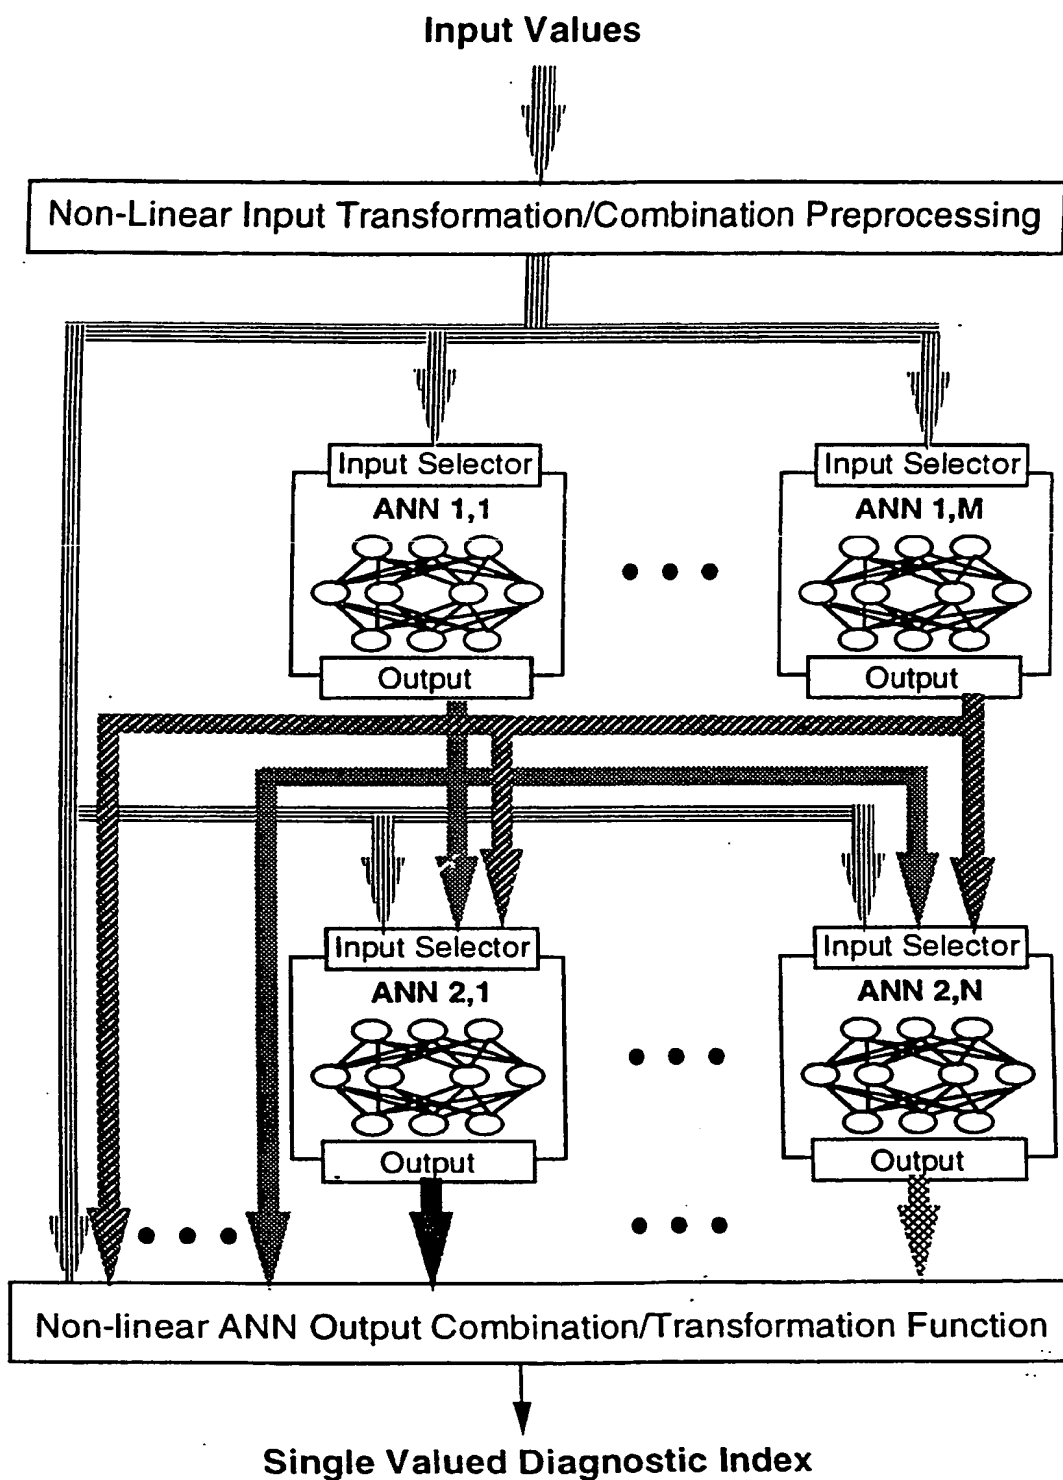 Input Values
Non-Linear Input Transformation/Combination Preprocessing
Input Selector
ANN 1,1
Output
Input Selector
ANN 1,M
Output
Input Selector
ANN 2,1
Output
Input Selector
ANN 2,N
Output
Non-linear ANN Output Combination/Transformation Function
Single Valued Diagnostic Index